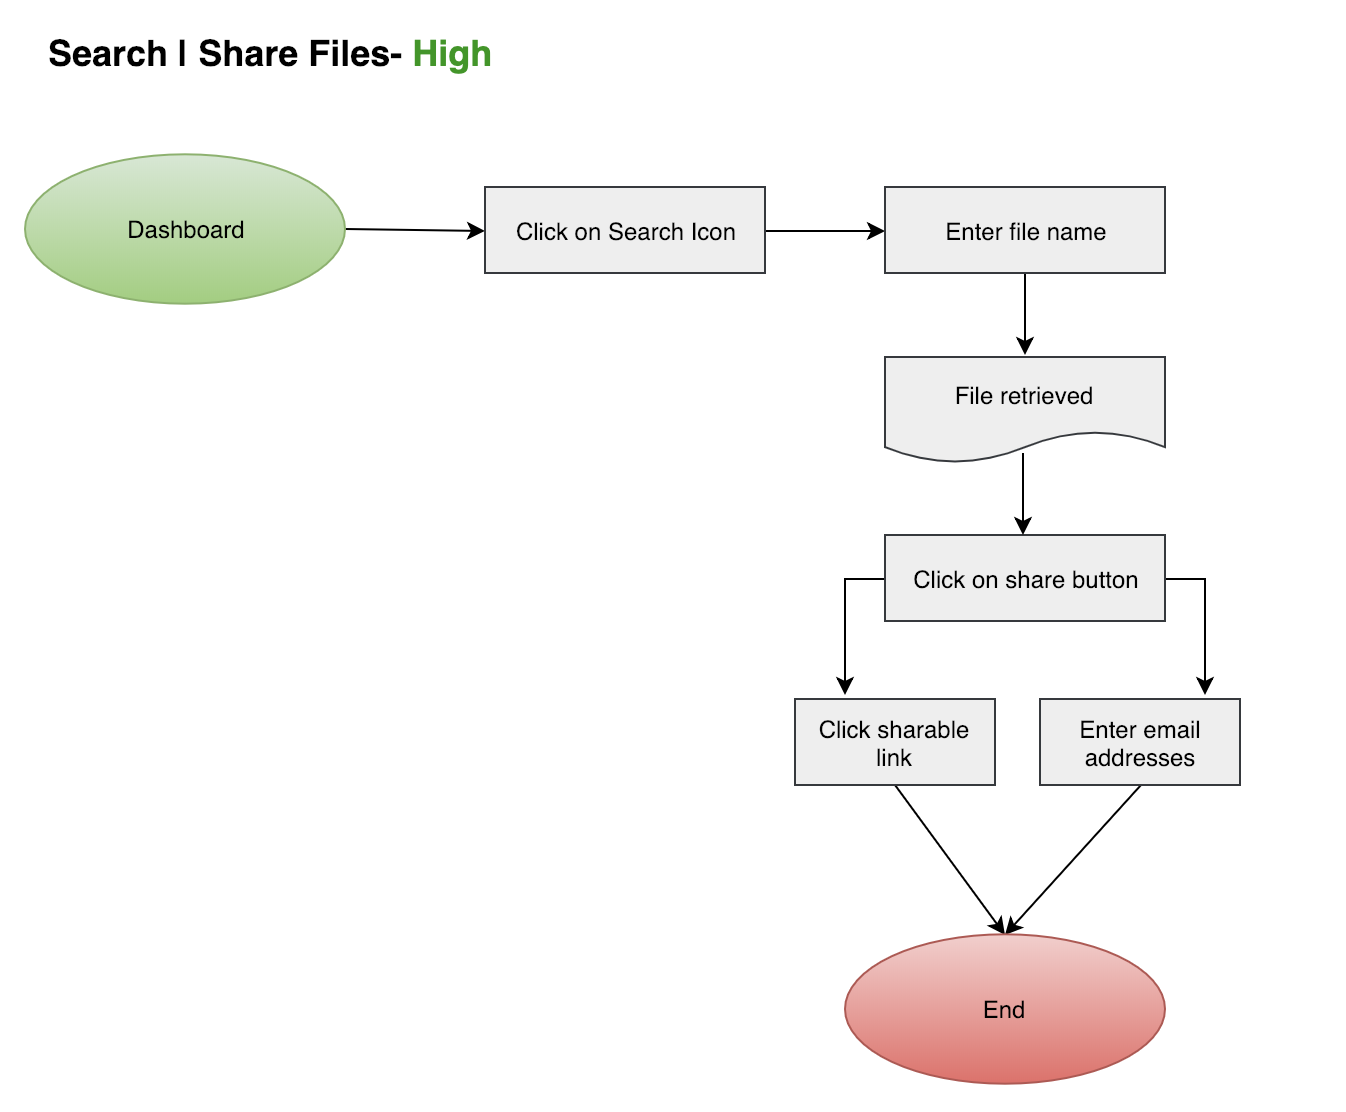 Search | Share Files- High
Dashboard
Click on Search Icon
Enter file name
File retrieved
Click on share button
Click sharable
link
Enter email
addresses
End